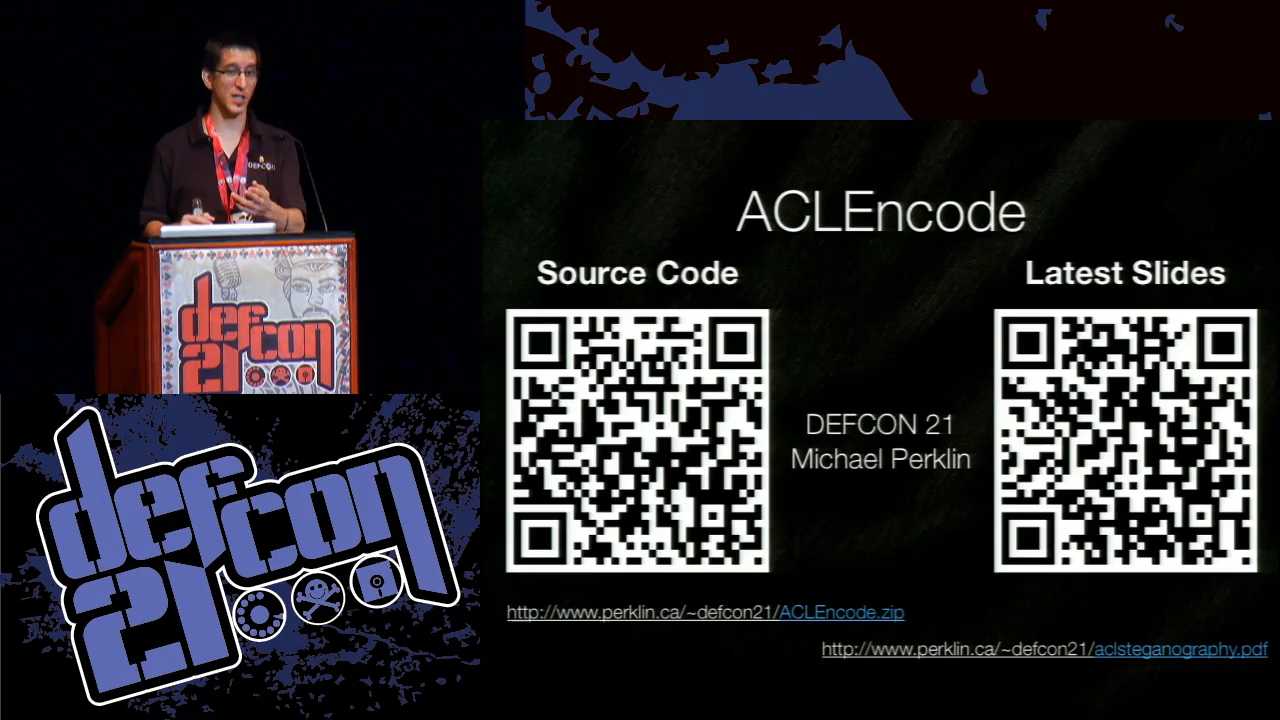 DEFCON
defcon
21
ACLEncode
Source Code
Latest Slides
DEFCON 21
Michael Perklin
http://www.perklin.ca/~defcon21/ACLEncode.zip
http://www.perklin.ca/~defcon21/aclsteganography.pdf
defcon
21